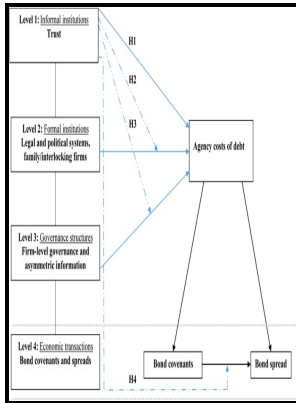 Level 1: Informal institutions
Trust
H1
H2
H3
Level 2: Formal institutions
Legal and political systems,
family/interlocking firms
Agency costs of debt
Level 3: Governance structures
Firm-level governance and
asymmetric information
Level 4: Economic transactions
Bond covenants and spreads
Bond covenants
Bond spread
H4